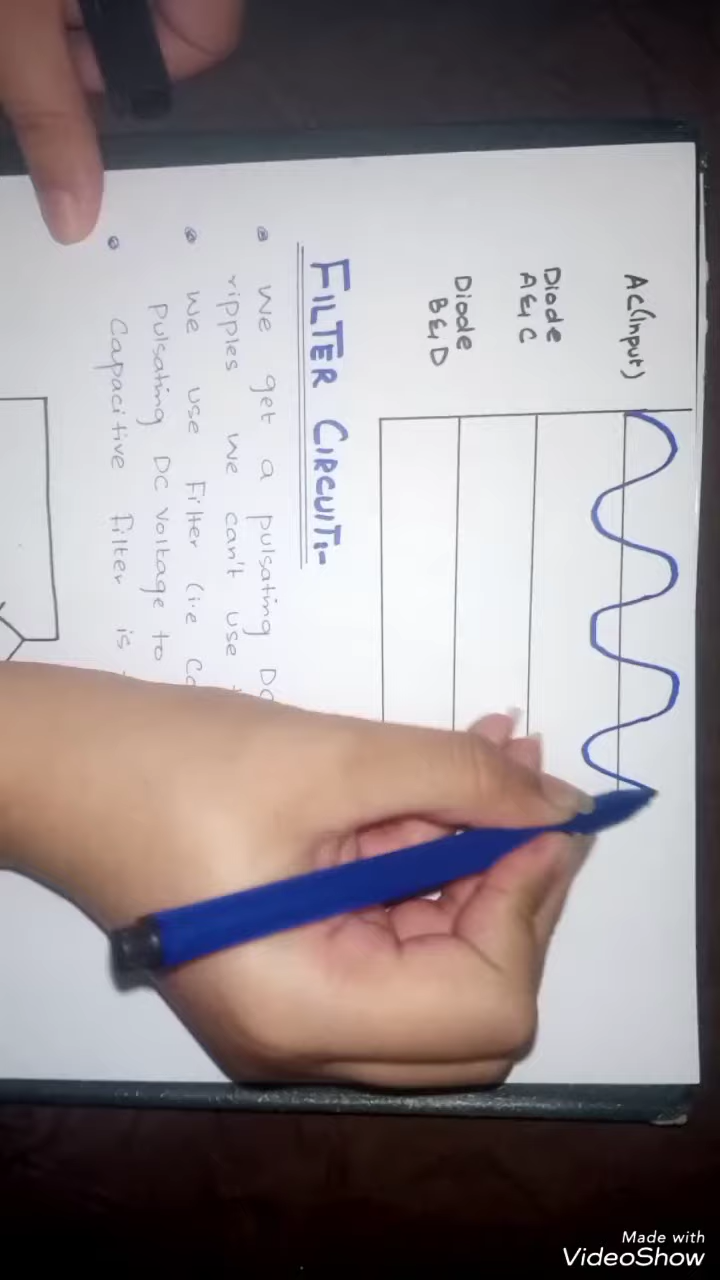 AC(Input)
Diode
A & C
Diode
B & D
FILTER CIRCUIT:-
We get a pulsating DC
ripples we can't use
We use Filter (i.e
pulsating DC voltage to
Capacitive filter is
Made with
VideoShow